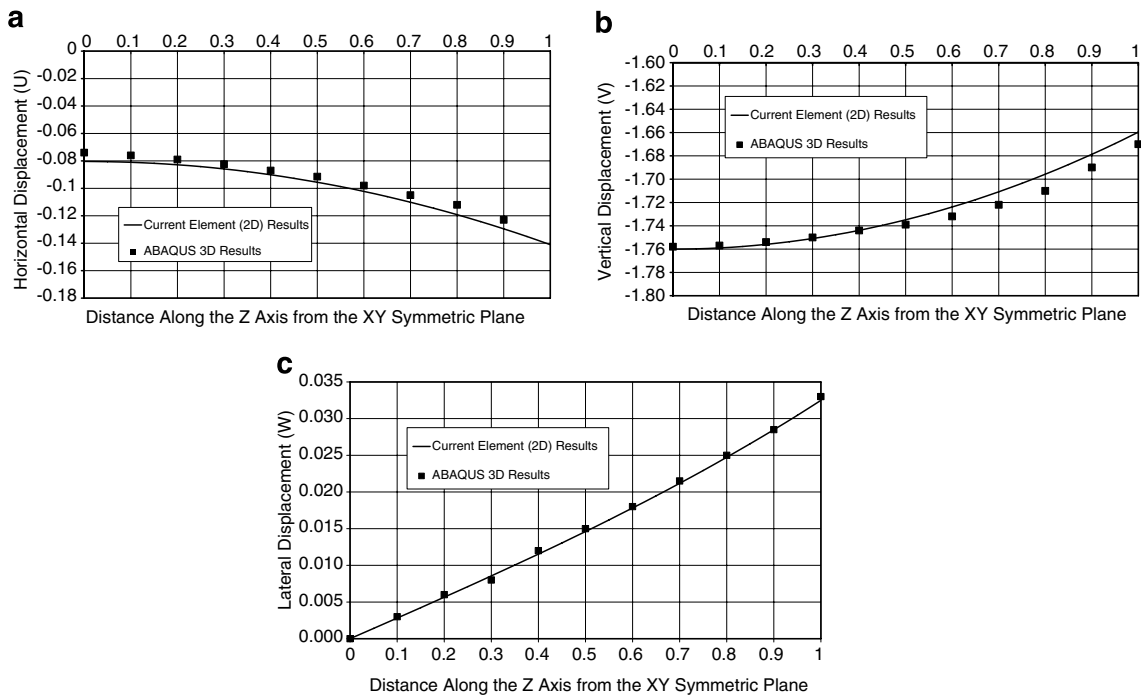 a
0 0.1 0.2 0.3 0.4 0.5 0.6 0.7 0.8 0.9 1
0
-0.02
-0.04
-0.06
-0.08
-0.1
-0.12
-0.14
-0.16
-0.18
Horizontal Displacement (U)
Current Element (2D) Results
ABAQUS 3D Results
Distance Along the Z Axis from the XY Symmetric Plane
b
0 0.1 0.2 0.3 0.4 0.5 0.6 0.7 0.8 0.9 1
-1.60
-1.62
-1.64
-1.66
-1.68
-1.70
-1.72
-1.74
-1.76
-1.78
-1.80
Vertical Displacement (V)
Current Element (2D) Results
ABAQUS 3D Results
Distance Along the Z Axis from the XY Symmetric Plane
c
0.035
0.030
0.025
0.020
0.015
0.010
0.005
0.000
Lateral Displacement (W)
Current Element (2D) Results
ABAQUS 3D Results
0 0.1 0.2 0.3 0.4 0.5 0.6 0.7 0.8 0.9 1
Distance Along the Z Axis from the XY Symmetric Plane